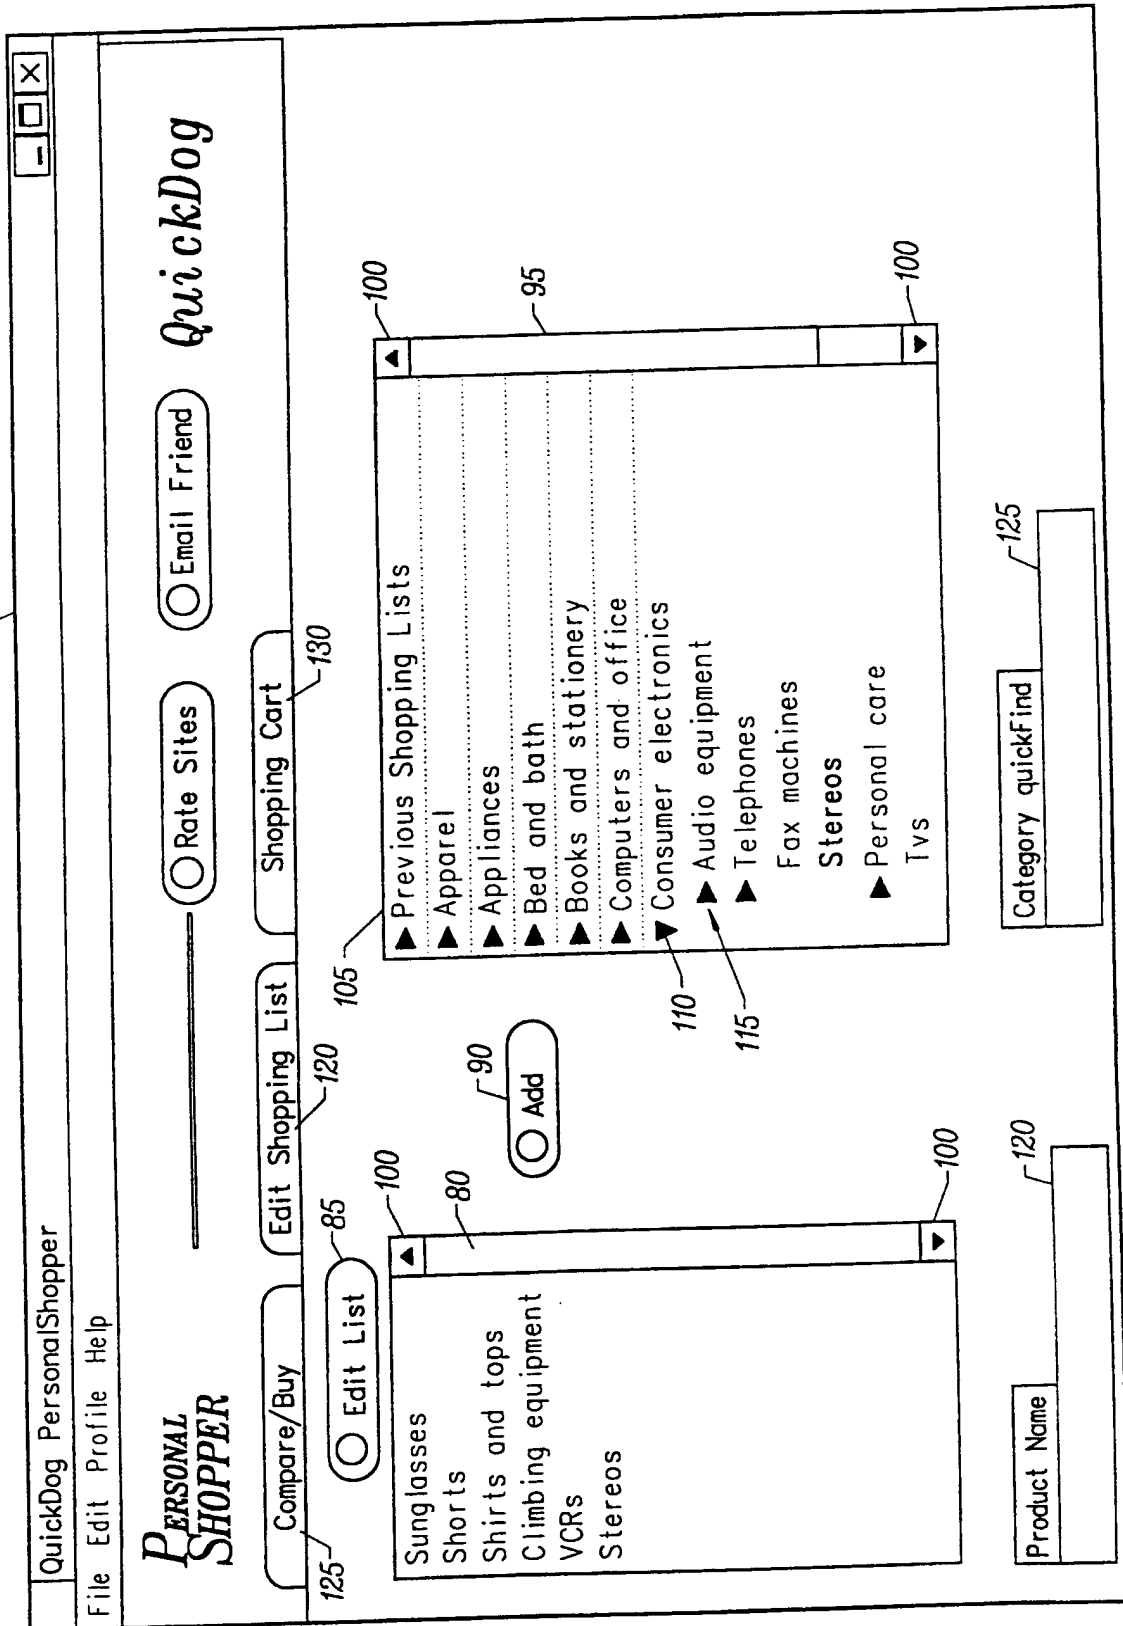 QuickDog PersonalShopper
File Edit Profile Help
PERSONAL
SHOPPER
Rate Sites
Email Friend
QuickDog
Compare/Buy
Edit Shopping List
Shopping Cart
125
120
130
Edit List
85
105
100
100
80
90
Add
95
Sunglasses
Shorts
Shirts and tops
Climbing equipment
VCRs
Stereos
100
Previous Shopping Lists
Apparel
Appliances
Bed and bath
Books and stationery
Computers and office
Consumer electronics
110
Audio equipment
115
Telephones
Fax machines
Stereos
Personal care
Tvs
100
Product Name
120
Category quickFind
125